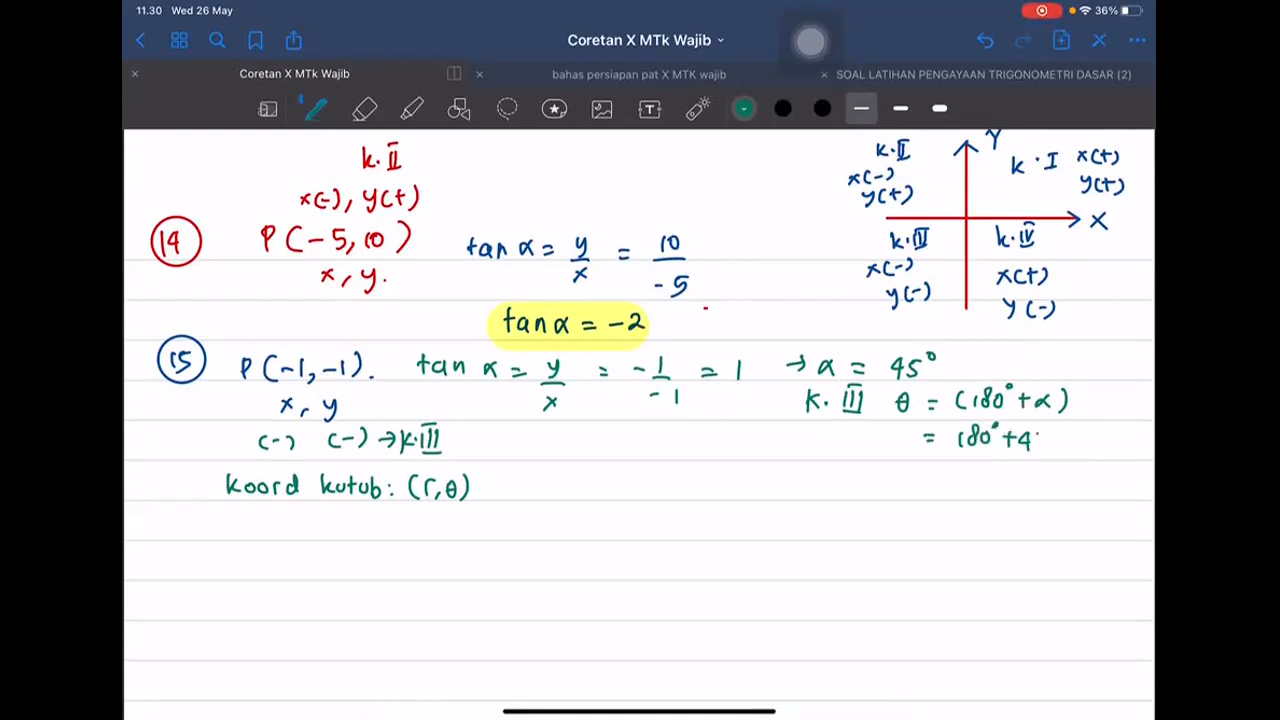 11.30 Wed 26 May 36%
Coretan X MTk Wajib
Coretan X MTk Wajib
bahas persiapan pat X MTK wajib
SOAL LATIHAN PENGAYAAN TRIGONOMETRI DASAR (2)
k.II
x(-), y(+)
14 P(-5, 10) tan α = y/x = 10/-5
x, y.
tan α = -2
Y
k.II
x(-)
y(+)
k.I x(+)
y(+)
X
k.III
x(-)
y(-)
k.IV
x(+)
y(-)
15 P(-1, -1). tan α = y/x = -1/-1 = 1 → α = 45°
x, y
k.III θ = (180° + α)
(-) (-) → k.III
= 180° + 4
koord kutub: (r, θ)